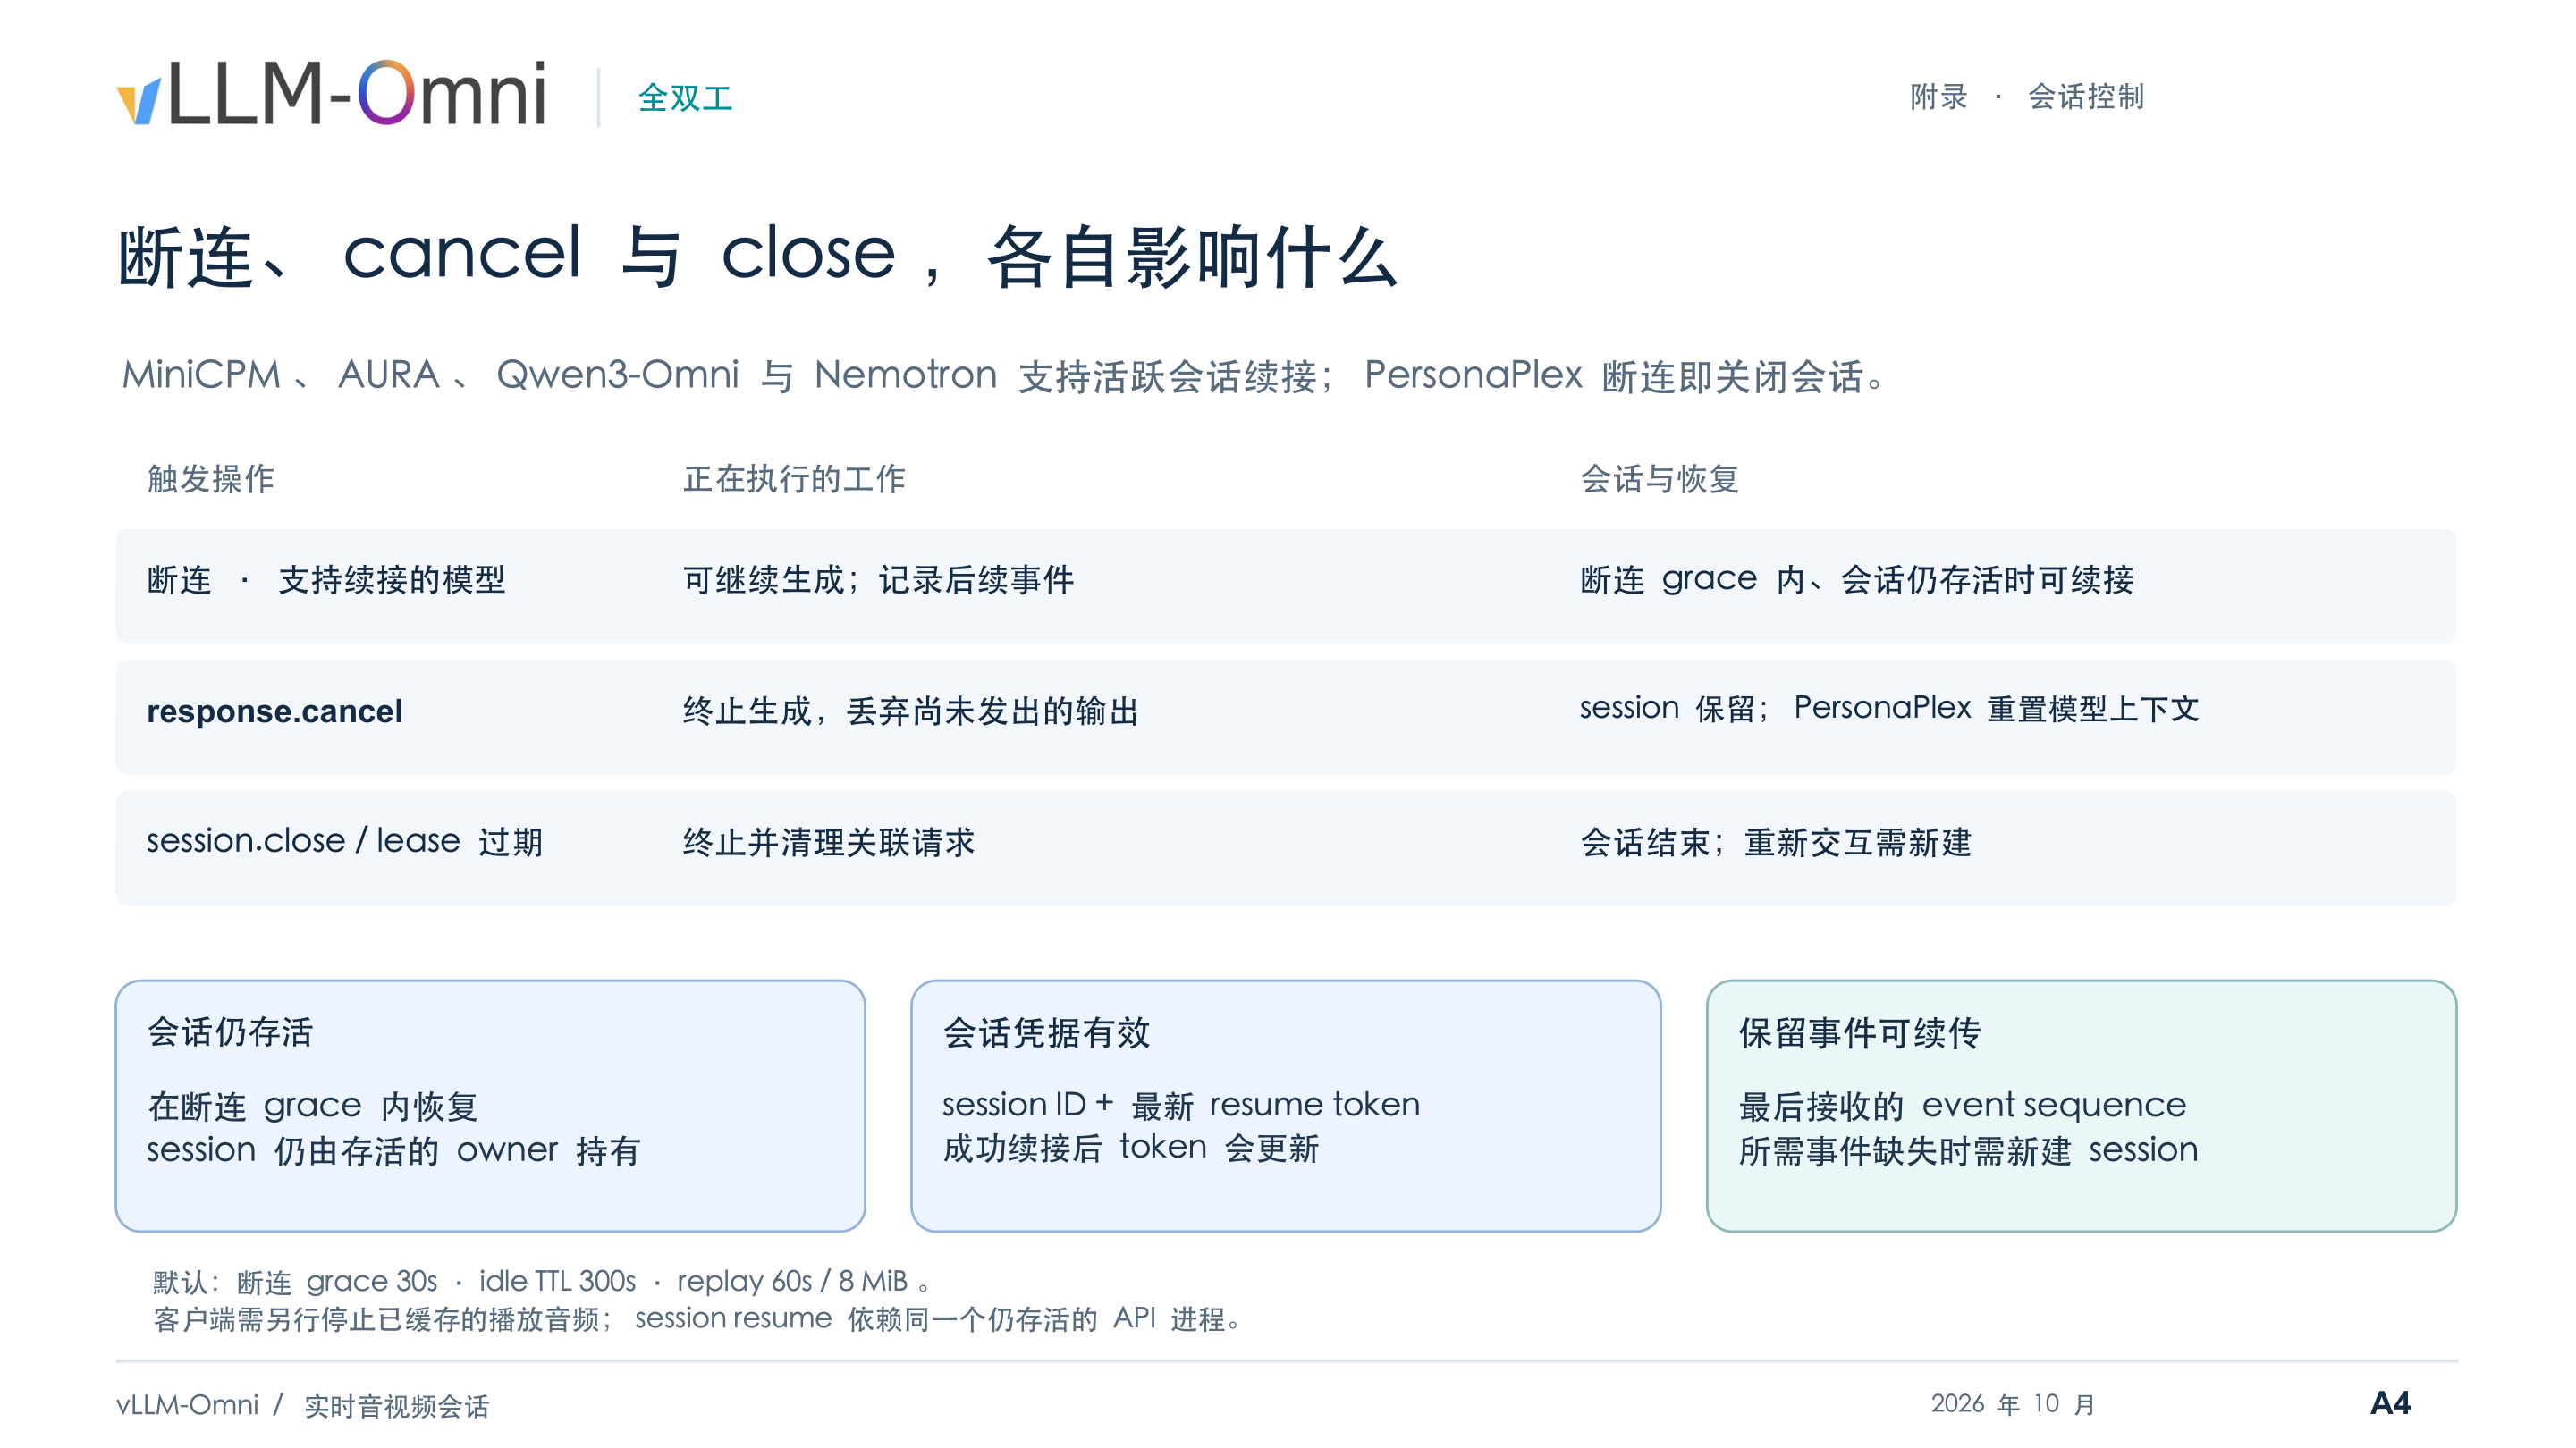 vLLM-Omni
全双工
附录 · 会话控制
断连、 cancel 与 close ，各自影响什么
MiniCPM 、 AURA 、 Qwen3-Omni 与 Nemotron 支持活跃会话续接； PersonaPlex 断连即关闭会话。
触发操作 正在执行的工作 会话与恢复
断连 · 支持续接的模型 可继续生成；记录后续事件 断连 grace 内、会话仍存活时可续接
response.cancel 终止生成，丢弃尚未发出的输出 session 保留； PersonaPlex 重置模型上下文
session.close / lease 过期 终止并清理关联请求 会话结束；重新交互需新建
会话仍存活
在断连 grace 内恢复
session 仍由存活的 owner 持有
会话凭据有效
session ID + 最新 resume token
成功续接后 token 会更新
保留事件可续传
最后接收的 event sequence
所需事件缺失时需新建 session
默认：断连 grace 30s · idle TTL 300s · replay 60s / 8 MiB 。
客户端需另行停止已缓存的播放音频； session resume 依赖同一个仍存活的 API 进程。
vLLM-Omni / 实时音视频会话
2026 年 10 月
A4